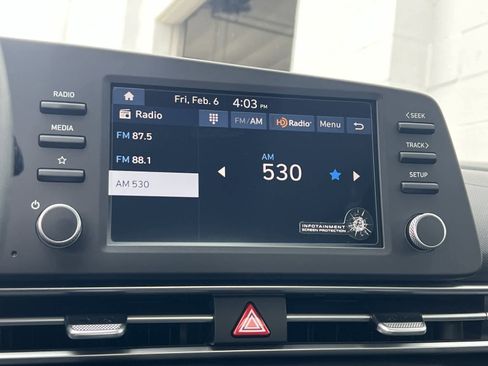 RADIO
MEDIA
Fri, Feb. 6 4:03 PM
Radio FM/AM HD Radio Menu
FM 87.5
FM 88.1
AM 530
AM
530
INFOTAINMENT
SCREEN PROTECTION
< SEEK
TRACK >
SETUP